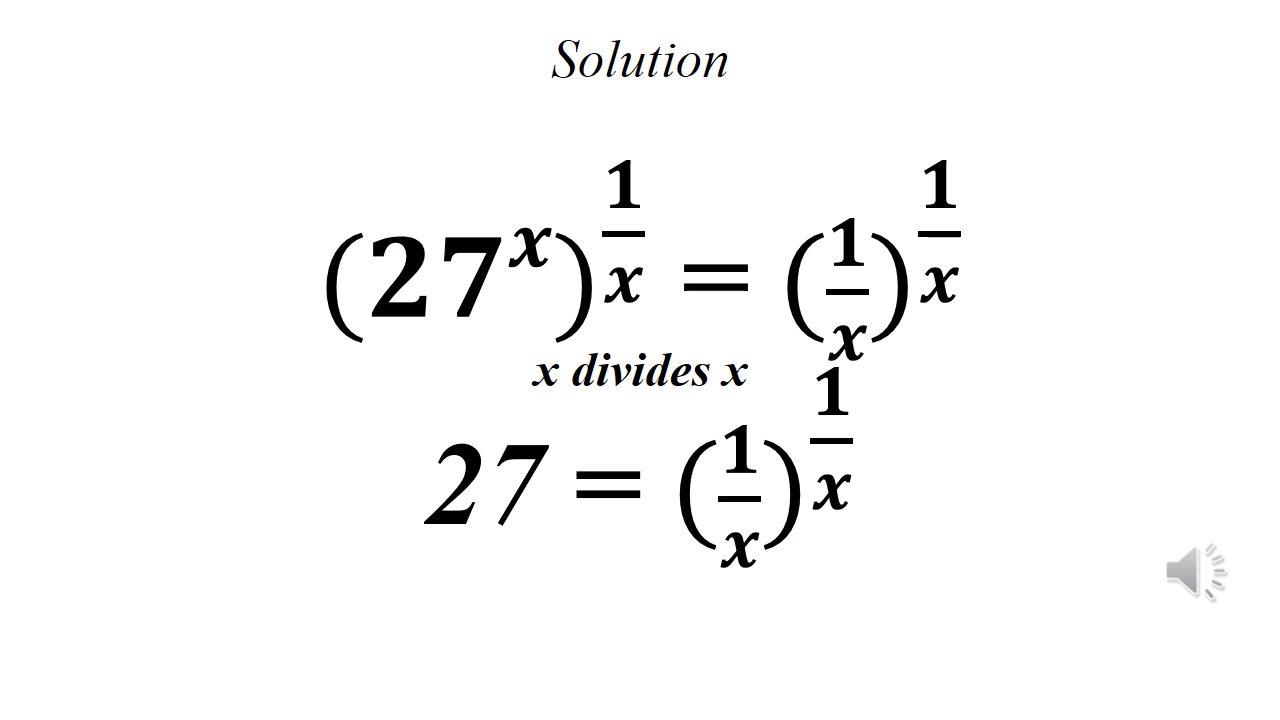 Solution
(27^x)^(1/x) = (1/x)^(1/x)
x divides x
27 = (1/x)^(1/x)